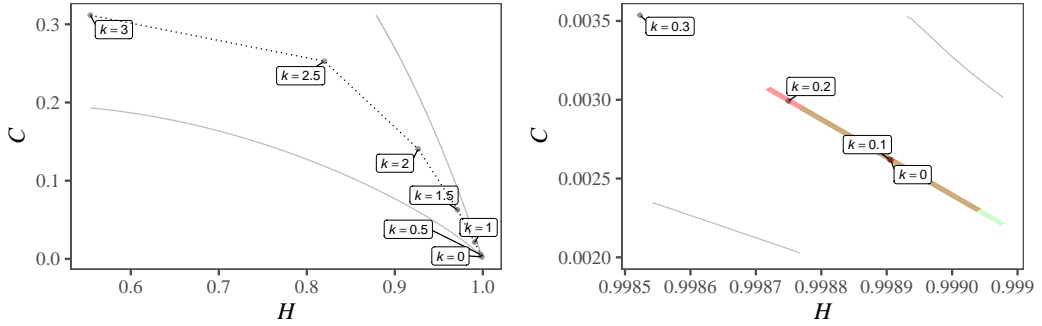 0.3
0.2
0.1
0.0
C
0.6
0.7
0.8
0.9
1.0
H
k = 3
k = 2.5
k = 2
k = 1.5
k = 1
k = 0.5
k = 0
0.0035
0.0030
0.0025
0.0020
C
0.9985
0.9986
0.9987
0.9988
0.9989
0.9990
0.999
H
k = 0.3
k = 0.2
k = 0.1
k = 0